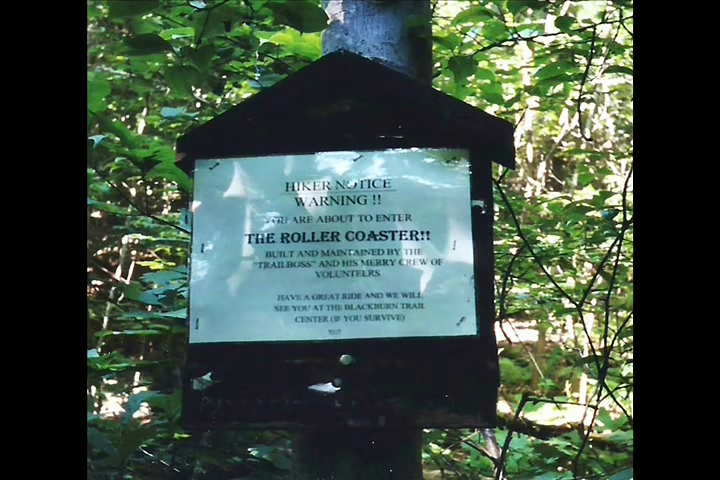 HIKER NOTICE
WARNING !!
YOU ARE ABOUT TO ENTER
THE ROLLER COASTER!!
BUILT AND MAINTAINED BY THE
"TRAILBOSS" AND HIS MERRY CREW OF
VOLUNTEERS
HAVE A GREAT RIDE AND WE WILL
SEE YOU AT THE BLACKBURN TRAIL
CENTER (IF YOU SURVIVE)